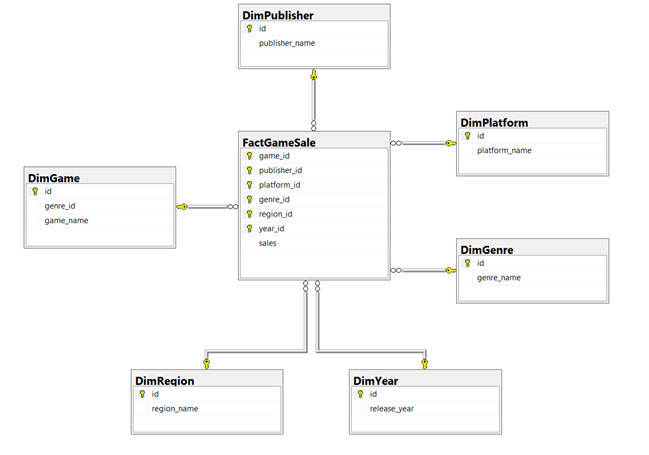 DimPublisher
id
publisher_name
DimPlatform
id
platform_name
FactGameSale
game_id
publisher_id
platform_id
genre_id
region_id
year_id
sales
DimGame
id
genre_id
game_name
DimGenre
id
genre_name
DimRegion
id
region_name
DimYear
id
release_year